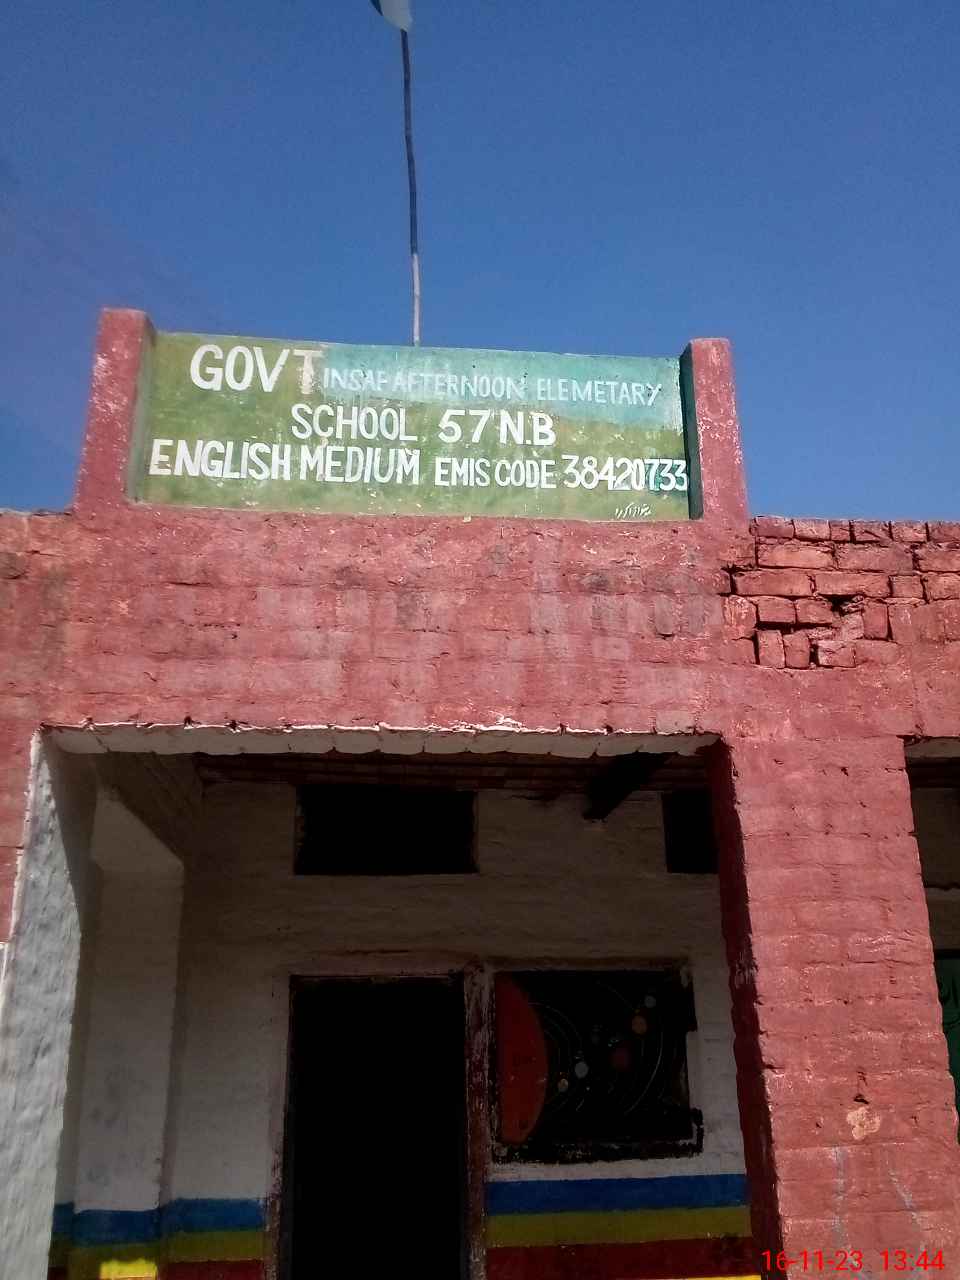 GOVT INSAF AFTERNOON ELEMETARY
SCHOOL 57 N.B
ENGLISH MEDIUM EMIS CODE 38420733
16-11-23 13:44